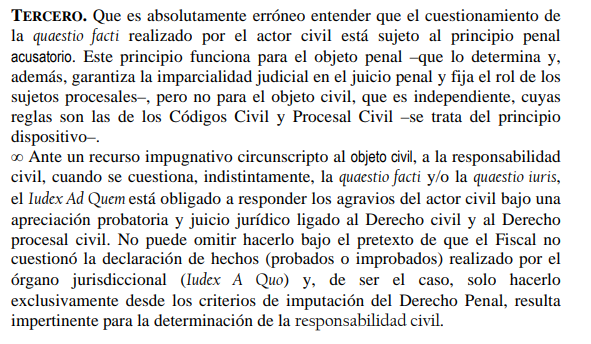 TERCERO. Que es absolutamente erróneo entender que el cuestionamiento de
la quaestio facti realizado por el actor civil está sujeto al principio penal
acusatorio. Este principio funciona para el objeto penal –que lo determina y,
además, garantiza la imparcialidad judicial en el juicio penal y fija el rol de los
sujetos procesales–, pero no para el objeto civil, que es independiente, cuyas
reglas son las de los Códigos Civil y Procesal Civil –se trata del principio
dispositivo–.
∞ Ante un recurso impugnativo circunscripto al objeto civil, a la responsabilidad
civil, cuando se cuestiona, indistintamente, la quaestio facti y/o la quaestio iuris,
el Iudex Ad Quem está obligado a responder los agravios del actor civil bajo una
apreciación probatoria y juicio jurídico ligado al Derecho civil y al Derecho
procesal civil. No puede omitir hacerlo bajo el pretexto de que el Fiscal no
cuestionó la declaración de hechos (probados o improbados) realizado por el
órgano jurisdiccional (Iudex A Quo) y, de ser el caso, solo hacerlo
exclusivamente desde los criterios de imputación del Derecho Penal, resulta
impertinente para la determinación de la responsabilidad civil.